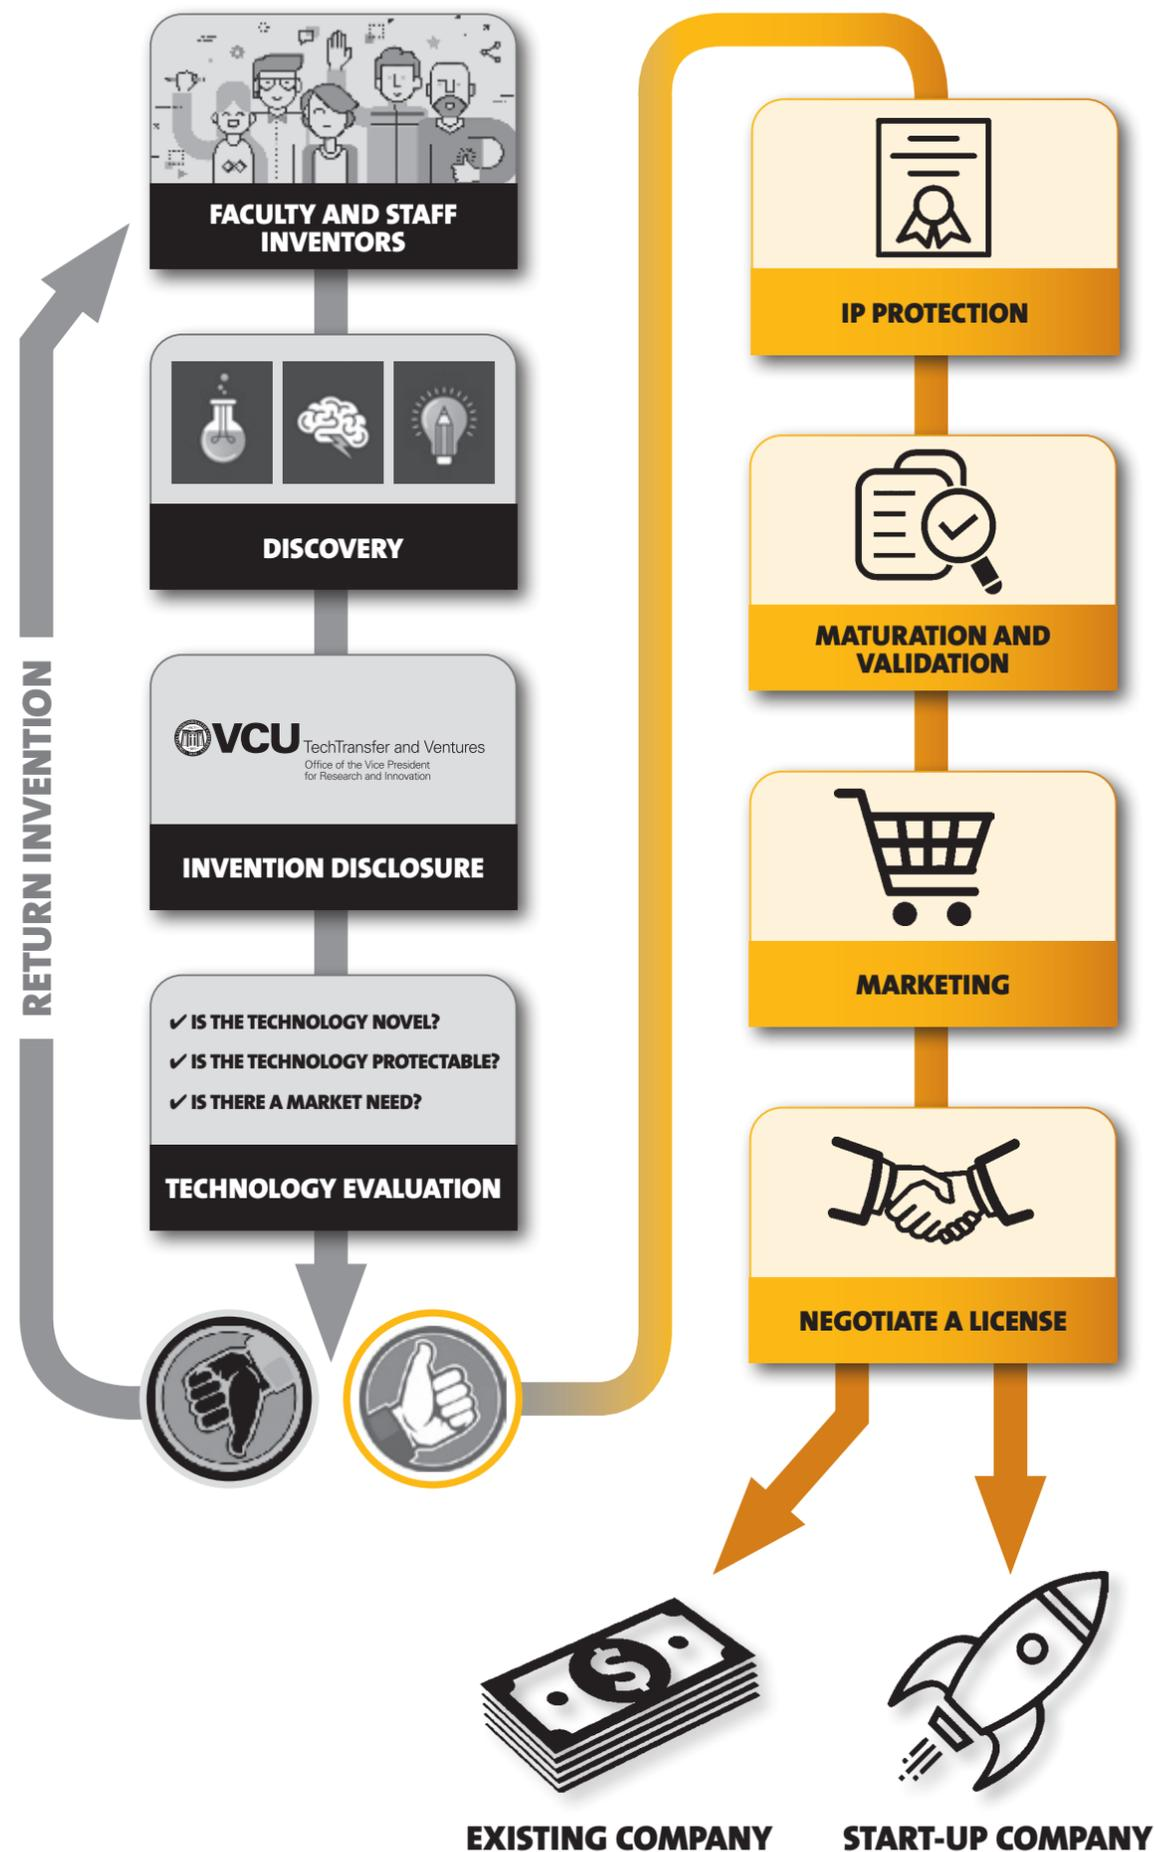 FACULTY AND STAFF
INVENTORS
DISCOVERY
VCU TechTransfer and Ventures
Office of the Vice President
for Research and Innovation
INVENTION DISCLOSURE
✔ IS THE TECHNOLOGY NOVEL?
✔ IS THE TECHNOLOGY PROTECTABLE?
✔ IS THERE A MARKET NEED?
TECHNOLOGY EVALUATION
RETURN INVENTION
IP PROTECTION
MATURATION AND
VALIDATION
MARKETING
NEGOTIATE A LICENSE
$
EXISTING COMPANY
START-UP COMPANY